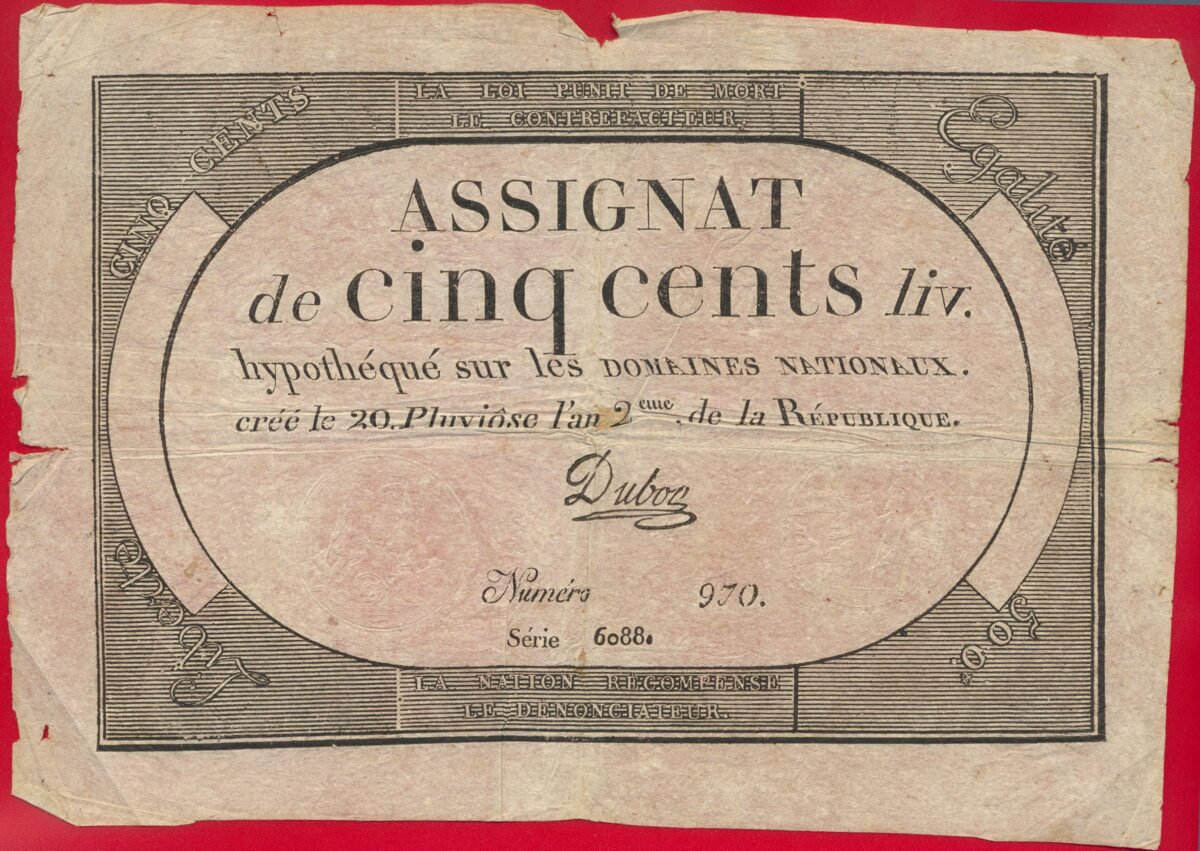 LA LOI PUNIT DE MORT
LE CONTREFACTEUR.
CINQ CENTS
Egalité
ASSIGNAT
de cinq cents liv.
hypothéqué sur les DOMAINES NATIONAUX.
créé le 20. Pluviôse l'an 2eme. de la RÉPUBLIQUE.
Duboc
Numéro 970.
Série 6088.
Liberté
500.
LA NATION RÉCOMPENSE
LE DÉNONCIATEUR.